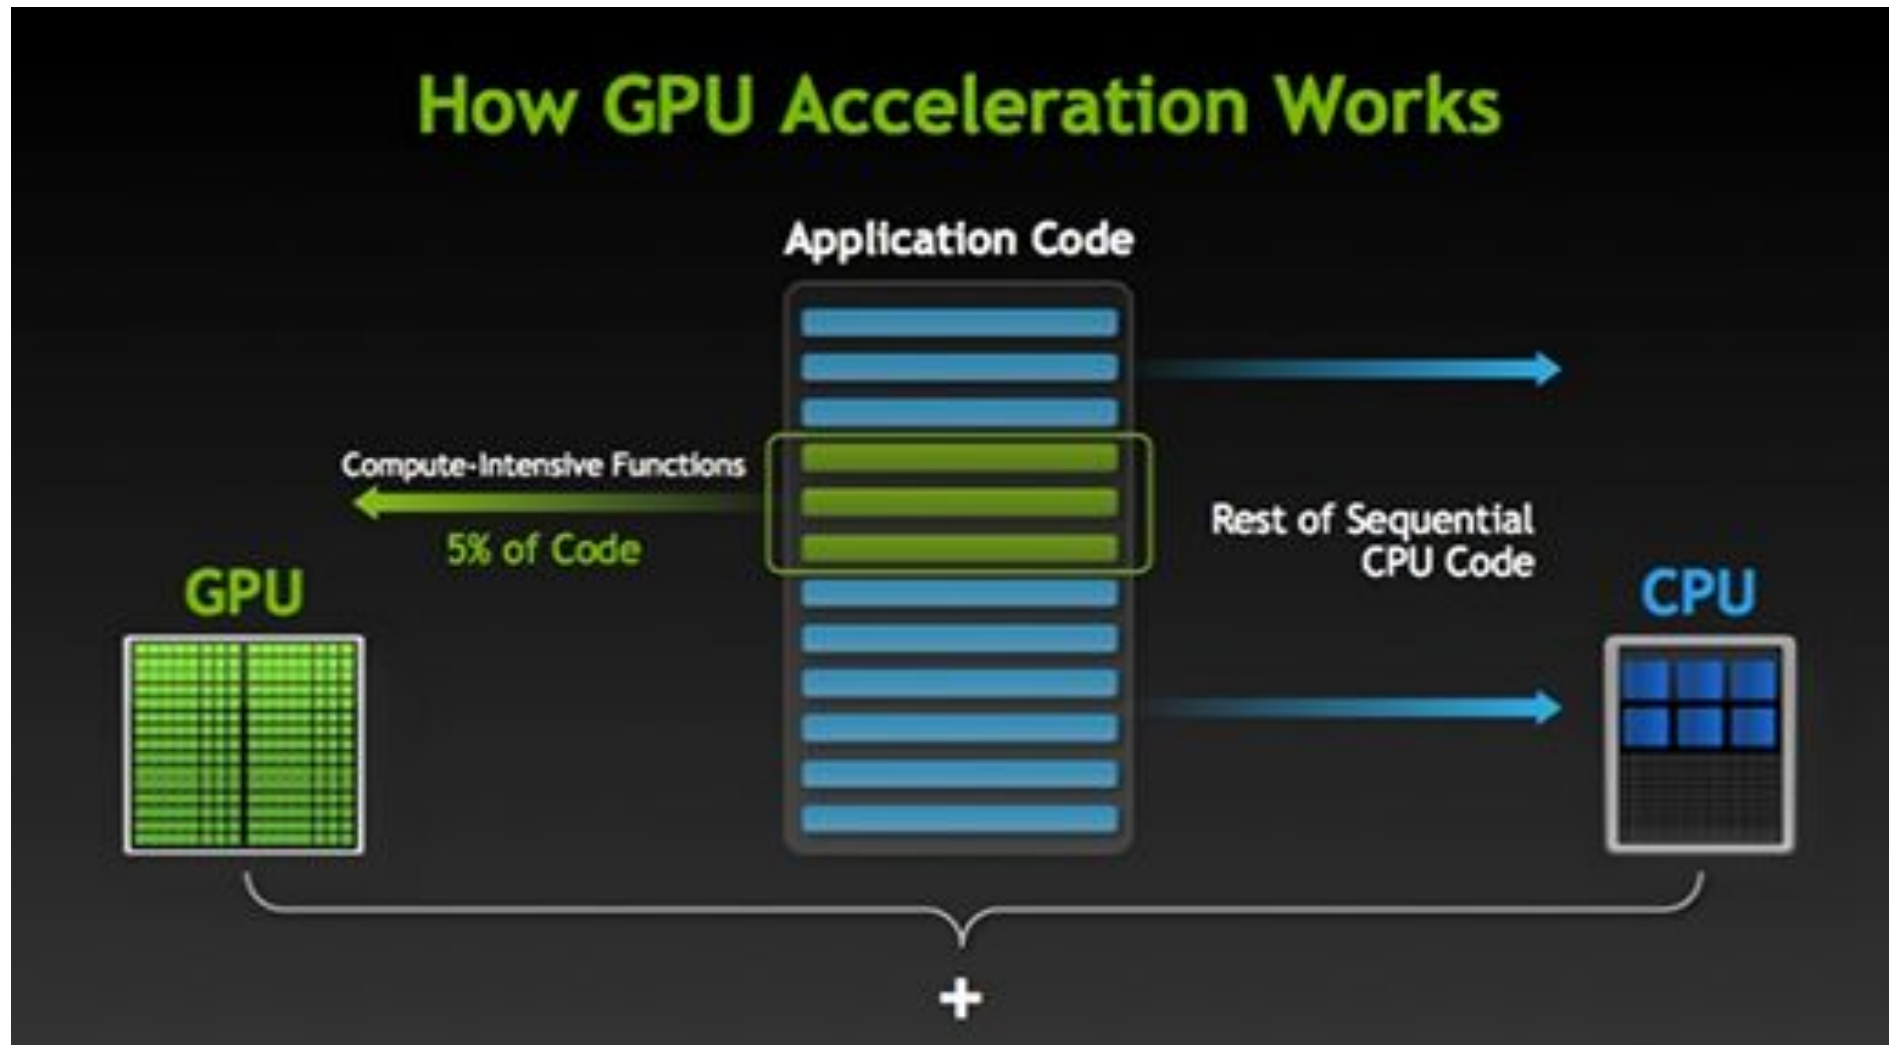 How GPU Acceleration Works
Application Code
Compute-Intensive Functions
5% of Code
Rest of Sequential
CPU Code
GPU
CPU
+